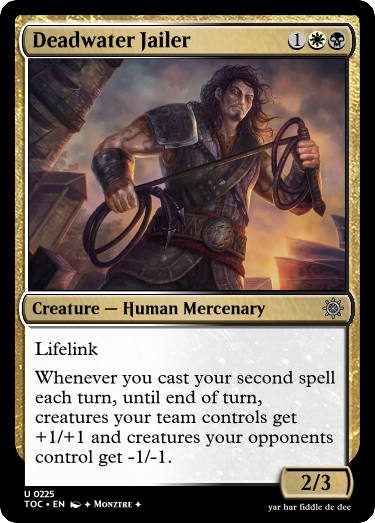 Deadwater Jailer 1
Creature — Human Mercenary
Lifelink
Whenever you cast your second spell
each turn, until end of turn,
creatures your team controls get
+1/+1 and creatures your opponents
control get -1/-1.
2/3
U 0225
TOC • EN Monztre
yar har fiddle de dee